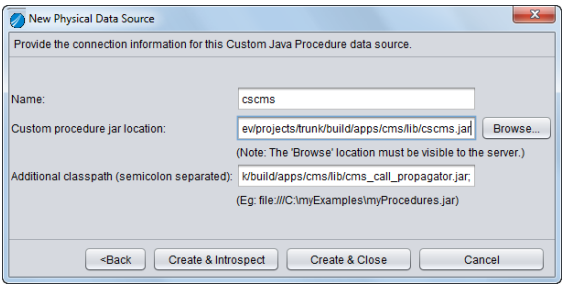 New Physical Data Source
Provide the connection information for this Custom Java Procedure data source.
Name: cscms
Custom procedure jar location: ev/projects/trunk/build/apps/cms/lib/cscms.jar Browse...
(Note: The 'Browse' location must be visible to the server.)
Additional classpath (semicolon separated): k/build/apps/cms/lib/cms_call_propagator.jar;
(Eg: file:///C:\myExamples\myProcedures.jar)
<Back Create & Introspect Create & Close Cancel